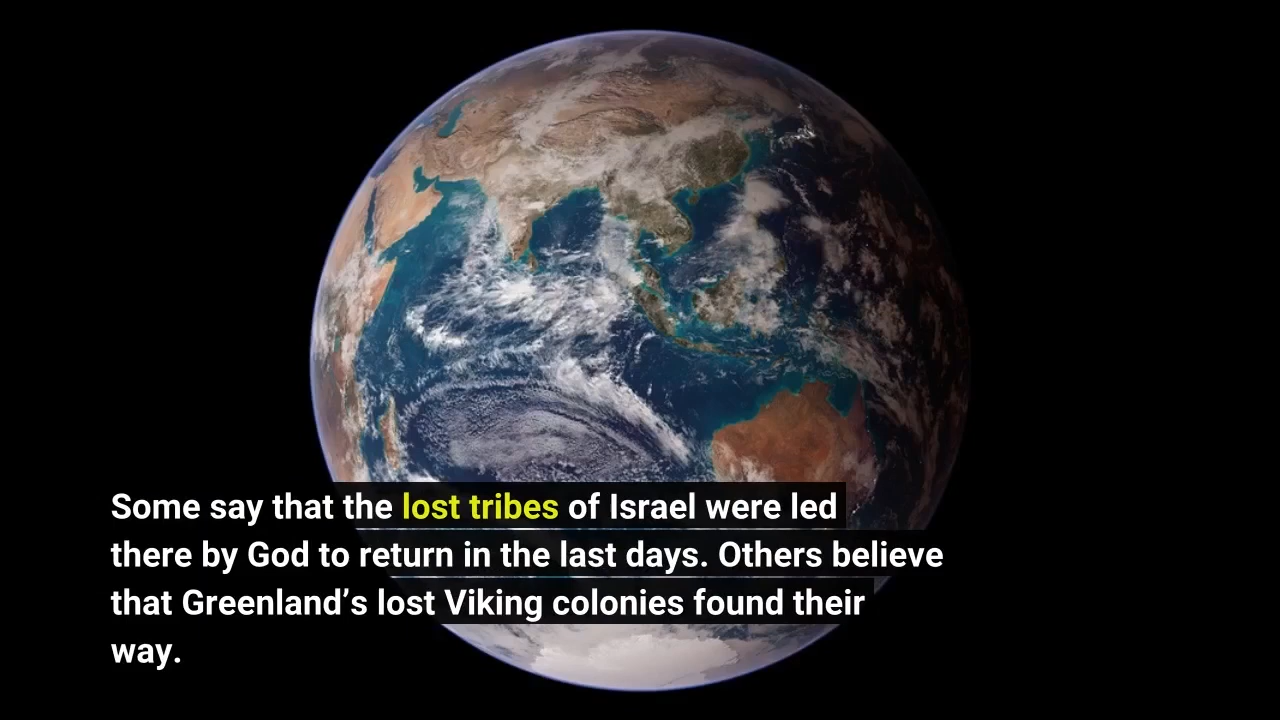 Some say that the lost tribes of Israel were led
there by God to return in the last days. Others believe
that Greenland’s lost Viking colonies found their
way.